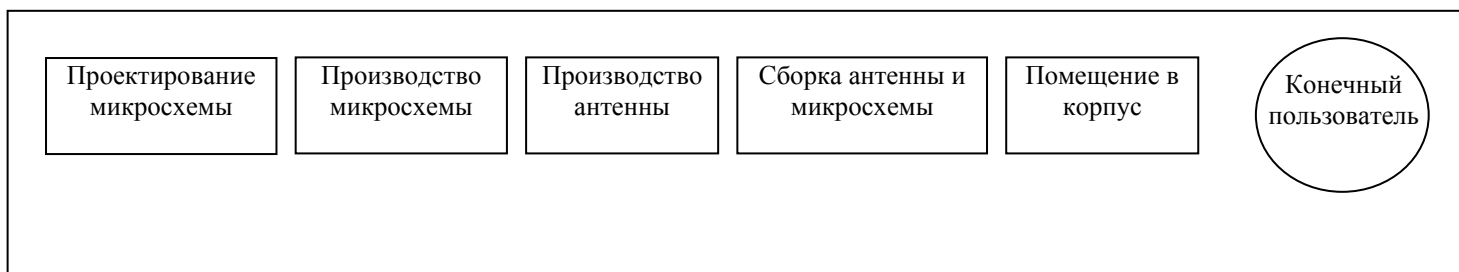 Проектирование
микросхемы
Производство
микросхемы
Производство
антенны
Сборка антенны и
микросхемы
Помещение в
корпус
Конечный
пользователь